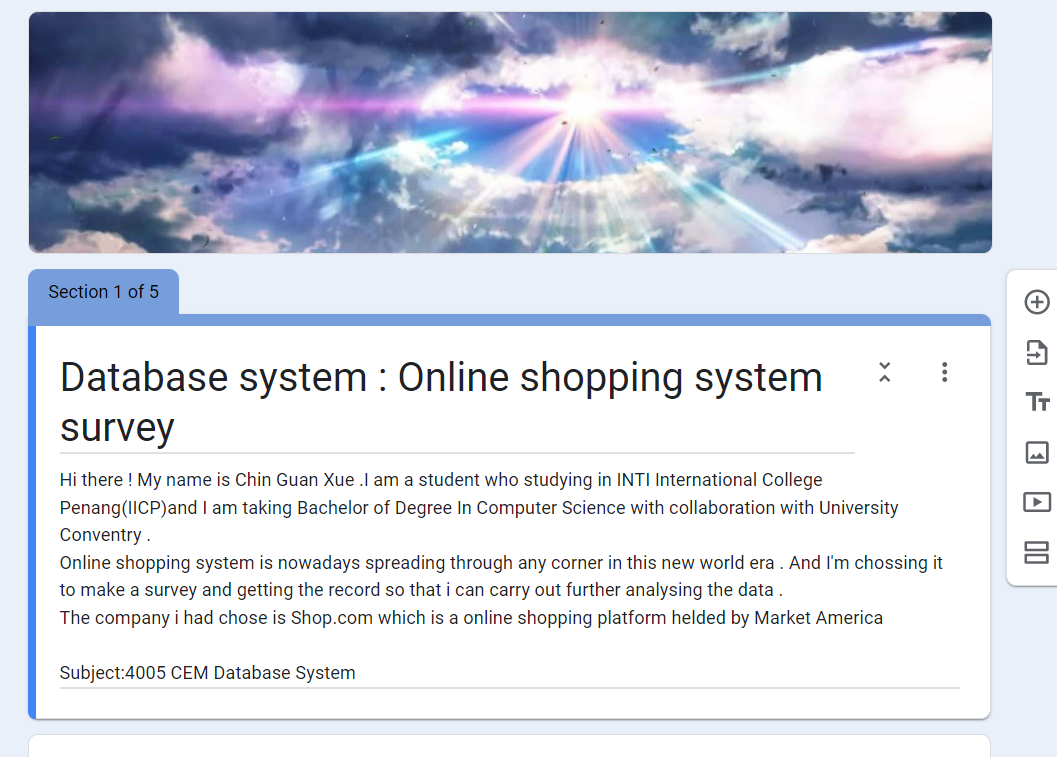 Section 1 of 5
Database system : Online shopping system
survey
Hi there ! My name is Chin Guan Xue .I am a student who studying in INTI International College
Penang(IICP)and I am taking Bachelor of Degree In Computer Science with collaboration with University
Conventry .
Online shopping system is nowadays spreading through any corner in this new world era . And I'm chossing it
to make a survey and getting the record so that i can carry out further analysing the data .
The company i had chose is Shop.com which is a online shopping platform helded by Market America
Subject:4005 CEM Database System